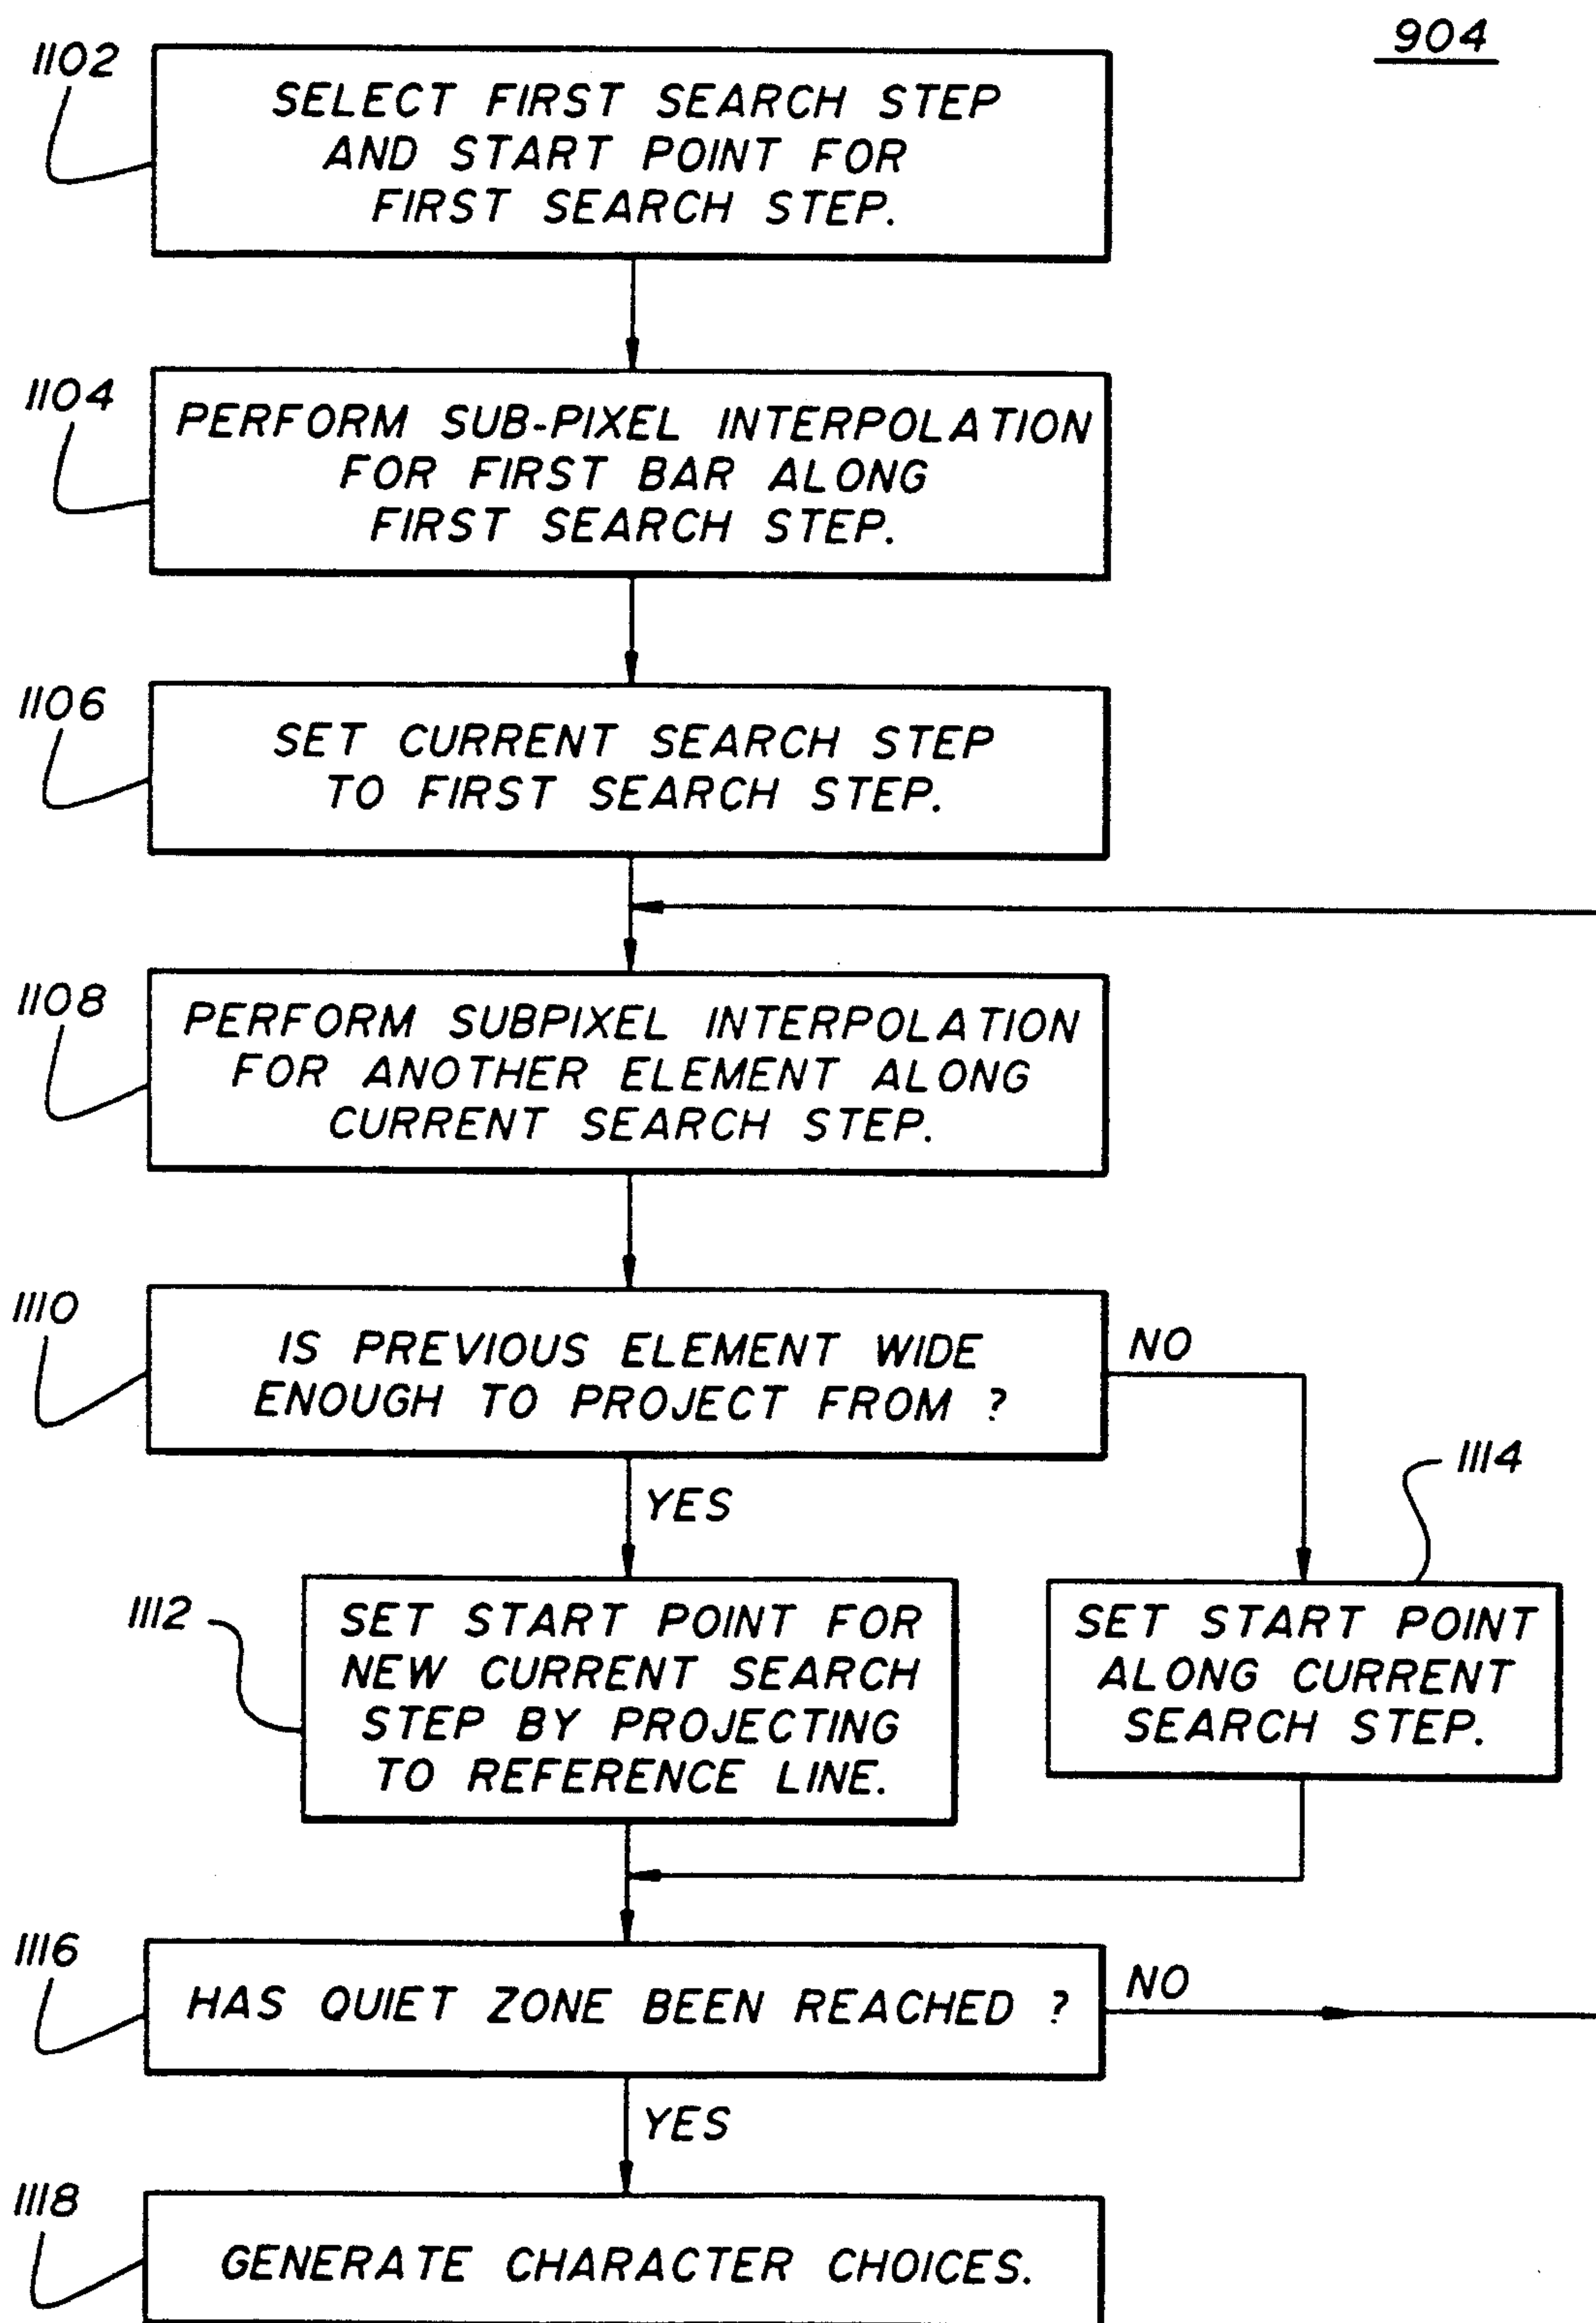 904
1102
SELECT FIRST SEARCH STEP
AND START POINT FOR
FIRST SEARCH STEP.
1104
PERFORM SUB-PIXEL INTERPOLATION
FOR FIRST BAR ALONG
FIRST SEARCH STEP.
1106
SET CURRENT SEARCH STEP
TO FIRST SEARCH STEP.
1108
PERFORM SUBPIXEL INTERPOLATION
FOR ANOTHER ELEMENT ALONG
CURRENT SEARCH STEP.
1110
IS PREVIOUS ELEMENT WIDE
ENOUGH TO PROJECT FROM ?
NO
YES
1114
1112
SET START POINT FOR
NEW CURRENT SEARCH
STEP BY PROJECTING
TO REFERENCE LINE.
SET START POINT
ALONG CURRENT
SEARCH STEP.
1116
HAS QUIET ZONE BEEN REACHED ?
NO
YES
1118
GENERATE CHARACTER CHOICES.